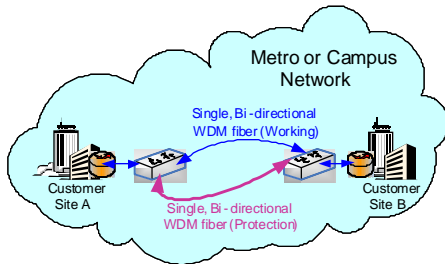 Metro or Campus
Network
Single, Bi-directional
WDM fiber (Working)
Customer
Site A
Customer
Site B
Single, Bi-directional
WDM fiber (Protection)